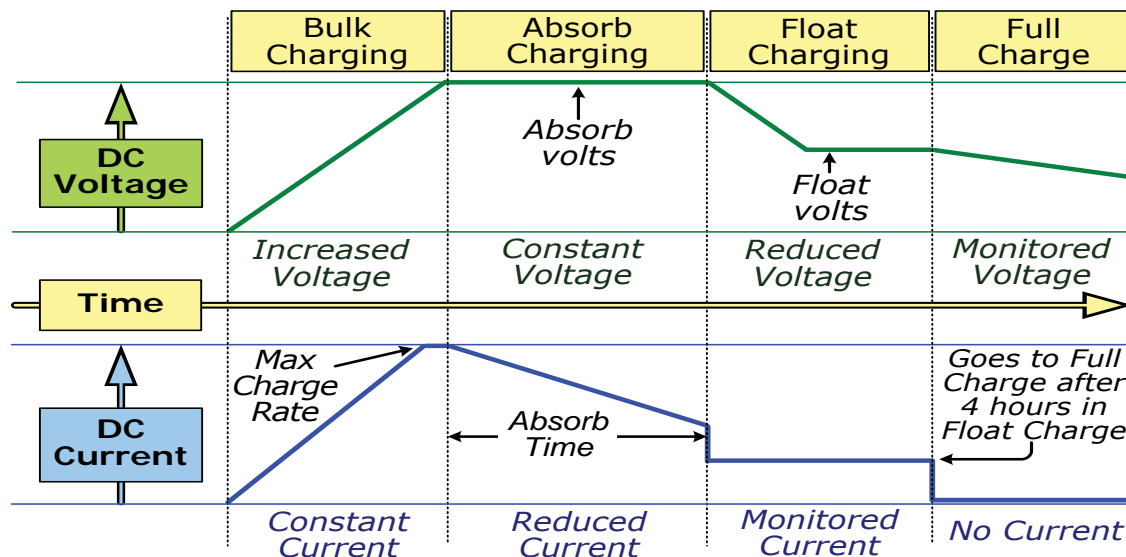 Bulk
Charging
Absorb
Charging
Float
Charging
Full
Charge
DC
Voltage
Absorb
volts
Float
volts
Increased
Voltage
Constant
Voltage
Reduced
Voltage
Monitored
Voltage
Time
DC
Current
Max
Charge
Rate
Absorb
Time
Goes to Full
Charge after
4 hours in
Float Charge
Constant
Current
Reduced
Current
Monitored
Current
No Current